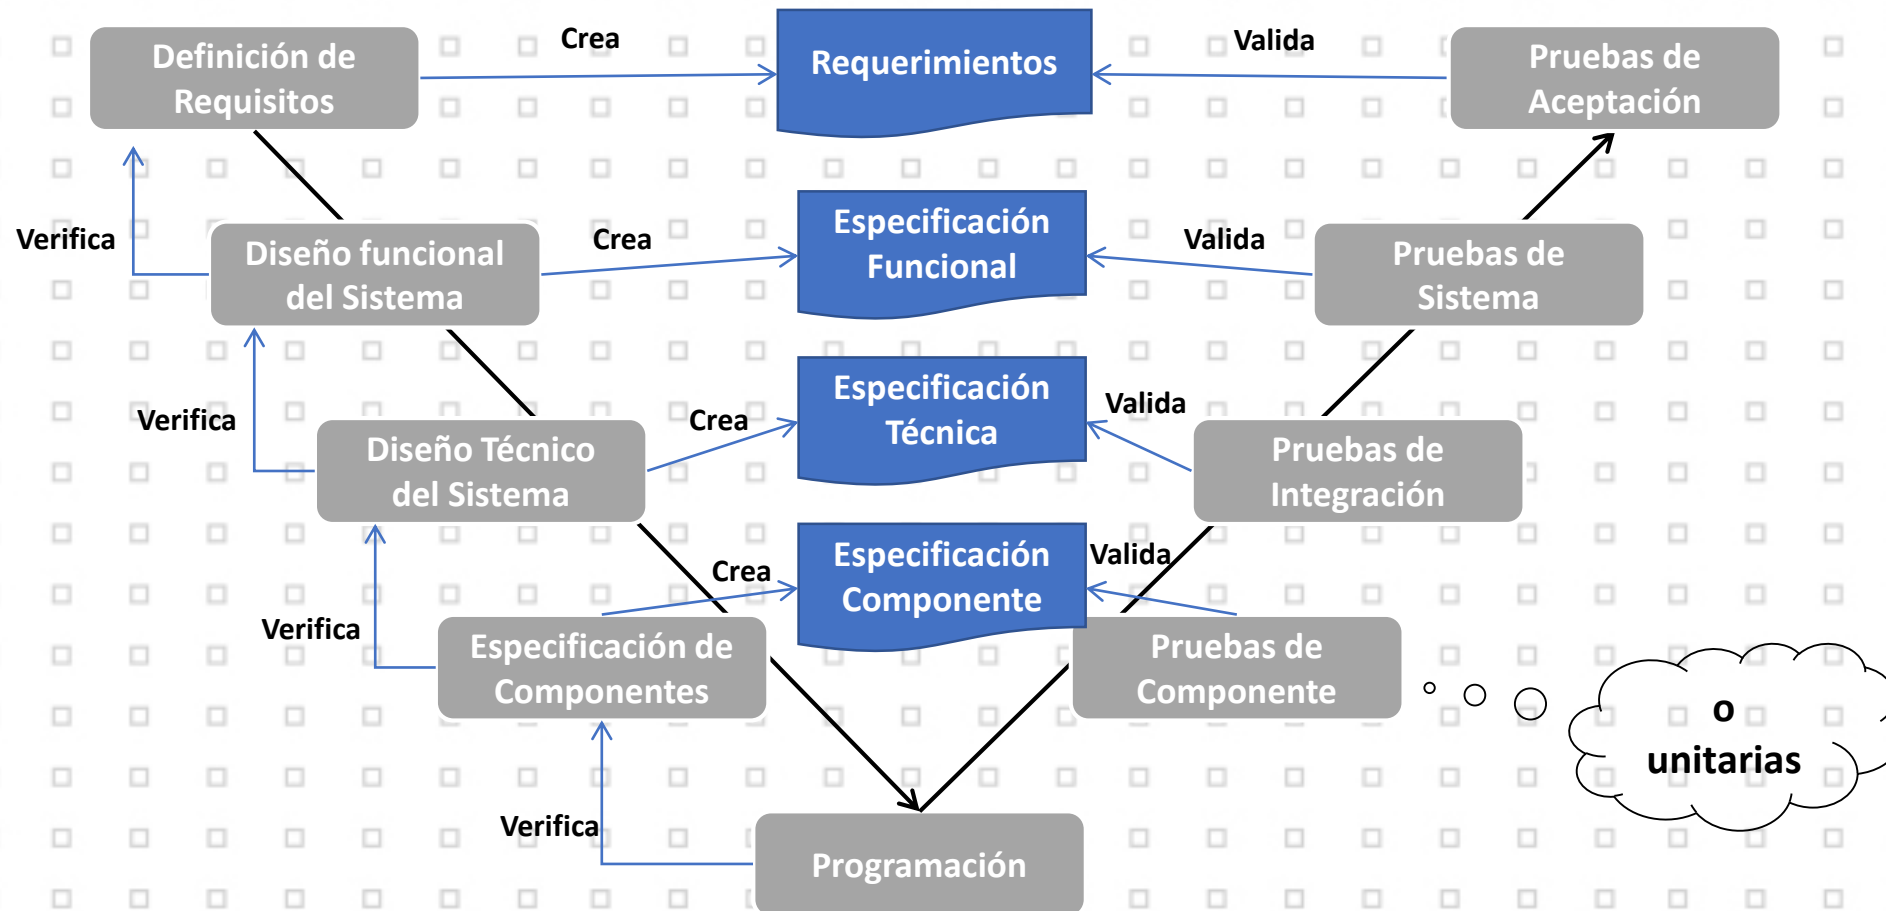 Definición de
Requisitos
Crea
Requerimientos
Valida
Pruebas de
Aceptación
Verifica
Diseño funcional
del Sistema
Crea
Especificación
Funcional
Valida
Pruebas de
Sistema
Verifica
Diseño Técnico
del Sistema
Crea
Especificación
Técnica
Valida
Pruebas de
Integración
Verifica
Especificación de
Componentes
Crea
Especificación
Componente
Valida
Pruebas de
Componente
o
unitarias
Verifica
Programación